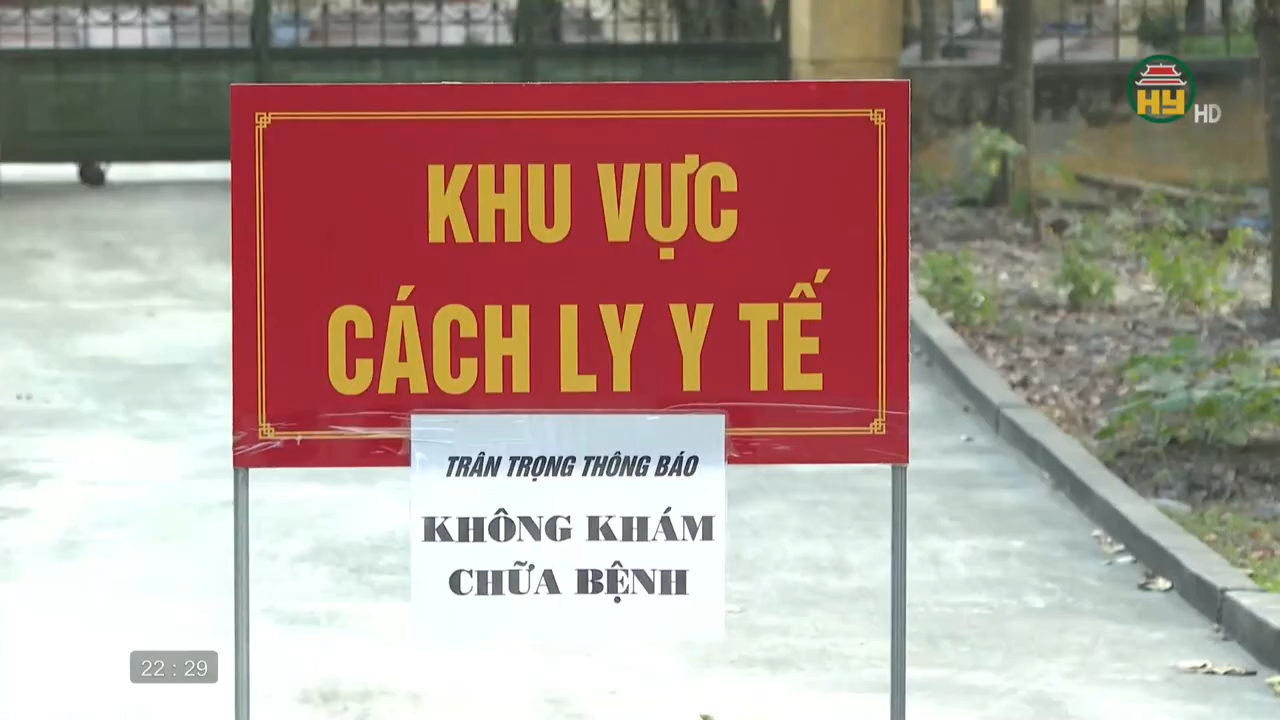 HY HD
KHU VỰC
CÁCH LY Y TẾ
TRÂN TRỌNG THÔNG BÁO
KHÔNG KHÁM
CHỮA BỆNH
22 : 29